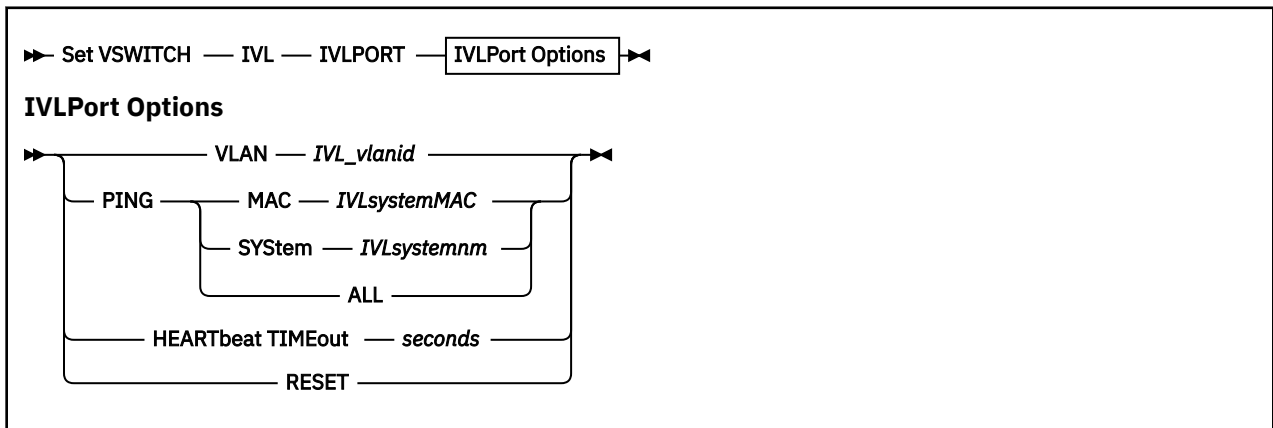 Set VSWITCH IVL IVLPORT IVLPort Options
IVLPort Options
VLAN IVL_vlanid
PING MAC IVLsystemMAC
SYStem IVLsystemnm
ALL
HEARTbeat TIMEout seconds
RESET